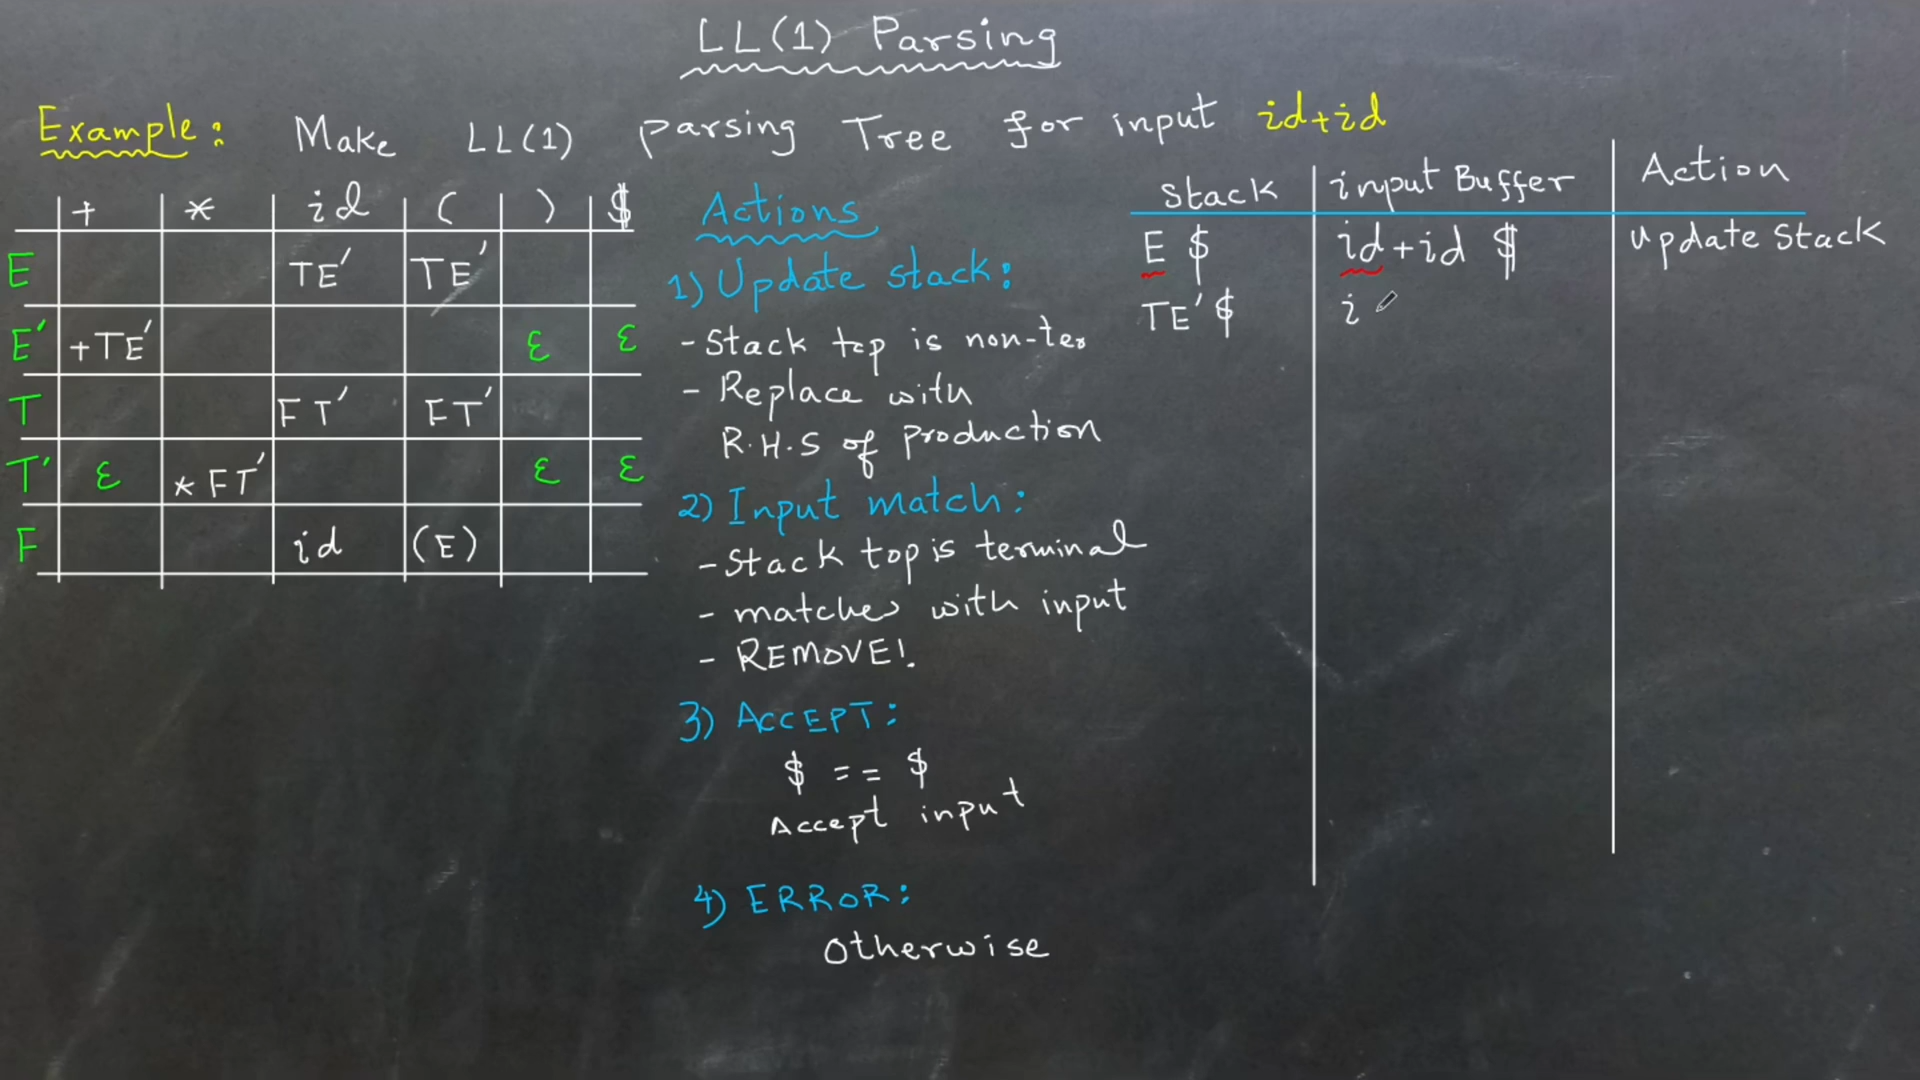 LL(1) Parsing
Example: Make LL(1) parsing Tree for input id+id
+ * id ( ) $
E TE' TE'
E' +TE' ε ε
T FT' FT'
T' ε *FT' ε ε
F id (E)
Actions
1) Update stack:
- Stack top is non-ter
- Replace with
R.H.S of production
2) Input match:
- Stack top is terminal
- matches with input
- REMOVE!
3) ACCEPT:
$ == $
Accept input
4) ERROR:
Otherwise
Stack input Buffer Action
E $ id+id $ update Stack
TE'$ i